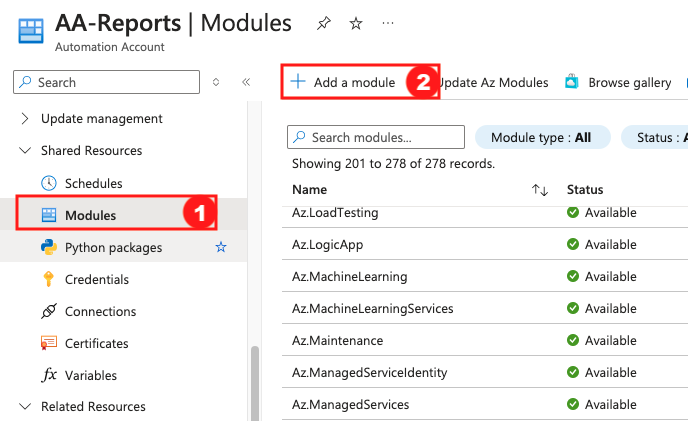 AA-Reports | Modules
Automation Account
Search
Add a module 2 Update Az Modules Browse gallery
Update management
Shared Resources
Schedules
Modules 1
Python packages
Credentials
Connections
Certificates
Variables
Related Resources
Search modules...
Module type : All
Status :
Showing 201 to 278 of 278 records.
Name Status
Az.LoadTesting Available
Az.LogicApp Available
Az.MachineLearning Available
Az.MachineLearningServices Available
Az.Maintenance Available
Az.ManagedServiceIdentity Available
Az.ManagedServices Available